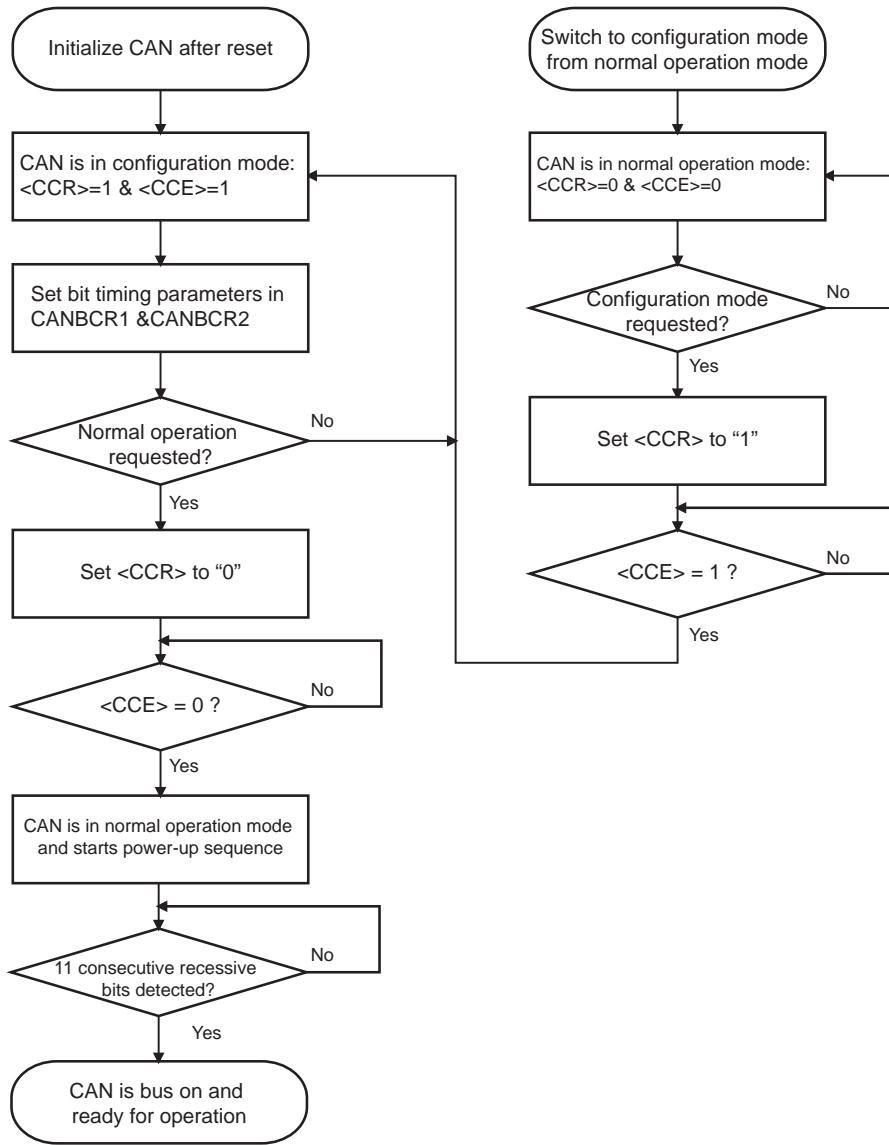 Initialize CAN after reset
CAN is in configuration mode:
<CCR>=1 & <CCE>=1
Set bit timing parameters in
CANBCR1 &CANBCR2
Normal operation
requested?
No
Yes
Set <CCR> to “0”
<CCE> = 0 ?
No
Yes
CAN is in normal operation mode
and starts power-up sequence
11 consecutive recessive
bits detected?
No
Yes
CAN is bus on and
ready for operation
Switch to configuration mode
from normal operation mode
CAN is in normal operation mode:
<CCR>=0 & <CCE>=0
Configuration mode
requested?
No
Yes
Set <CCR> to “1”
<CCE> = 1 ?
No
Yes